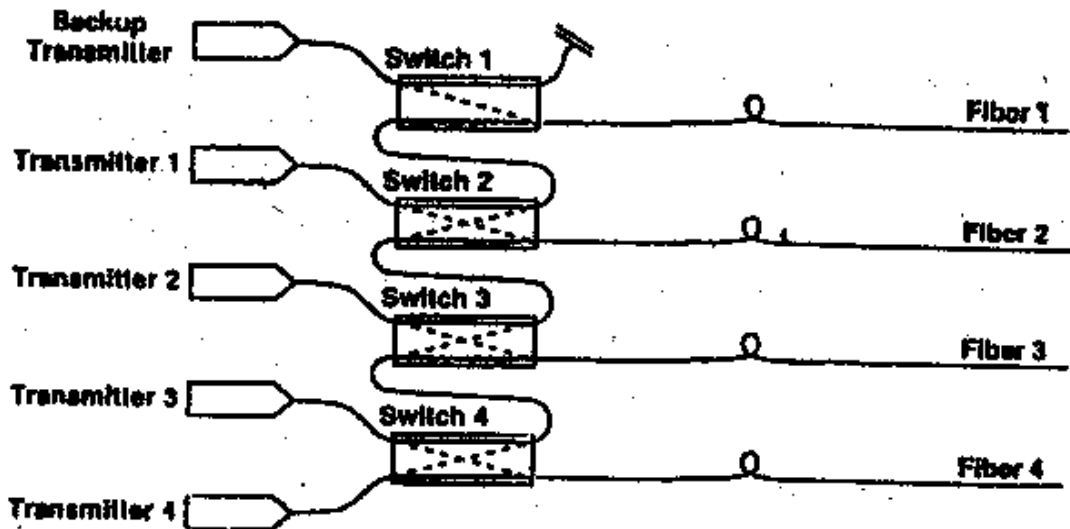 Backup
Transmitter
Switch 1
Fiber 1
Transmitter 1
Switch 2
Fiber 2
Transmitter 2
Switch 3
Fiber 3
Transmitter 3
Switch 4
Fiber 4
Transmitter 4